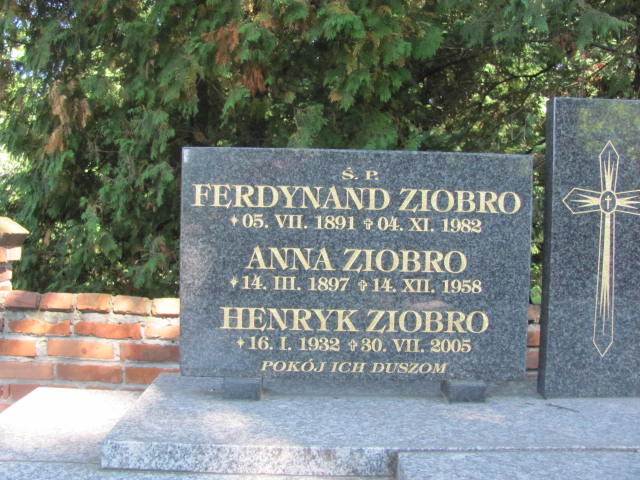 Ś. P.
FERDYNAND ZIOBRO
✦05. VII. 1891 ✞04. XI. 1982
ANNA ZIOBRO
✦14. III. 1897 ✞14. XII. 1958
HENRYK ZIOBRO
✦16. I. 1932 ✞30. VII. 2005
POKÓJ ICH DUSZOM